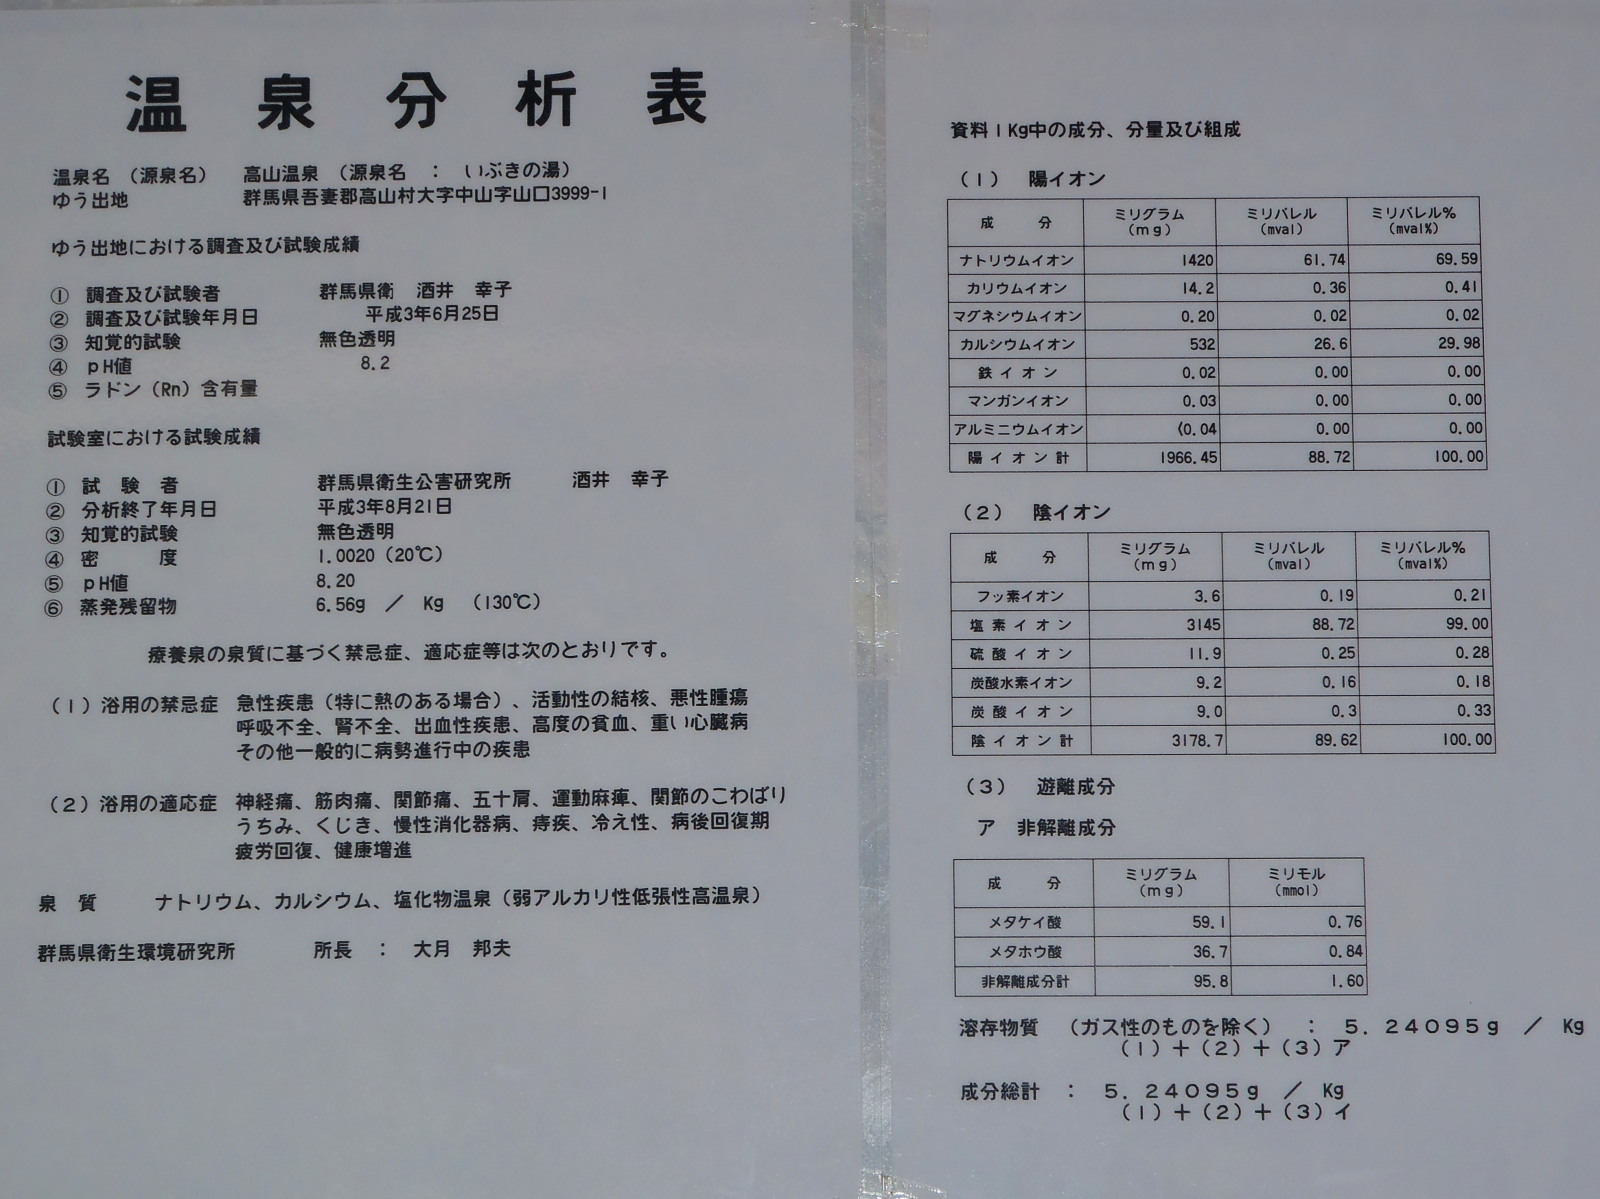 温泉分析表
温泉名 (源泉名) 高山温泉 (源泉名 : いぶきの湯)
ゆう出地 群馬県吾妻郡高山村大字中山字山口3999-1
ゆう出地における調査及び試験成績
① 調査及び試験者 群馬県衛 酒井 幸子
② 調査及び試験年月日 平成3年6月25日
③ 知覚的試験 無色透明
④ pH値 8.2
⑤ ラドン(Rn)含有量
試験室における試験成績
① 試験者 群馬県衛生公害研究所 酒井 幸子
② 分析終了年月日 平成3年8月21日
③ 知覚的試験 無色透明
④ 密度 1.0020(20℃)
⑤ pH値 8.20
⑥ 蒸発残留物 6.56g / Kg (130℃)
療養泉の泉質に基づく禁忌症、適応症等は次のとおりです。
(1)浴用の禁忌症 急性疾患(特に熱のある場合)、活動性の結核、悪性腫瘍
呼吸不全、腎不全、出血性疾患、高度の貧血、重い心臓病
その他一般的に病勢進行中の疾患
(2)浴用の適応症 神経痛、筋肉痛、関節痛、五十肩、運動麻痺、関節のこわばり
うちみ、くじき、慢性消化器病、痔疾、冷え性、病後回復期
疲労回復、健康増進
泉質 ナトリウム、カルシウム、塩化物温泉(弱アルカリ性低張性高温泉)
群馬県衛生環境研究所 所長 : 大月 邦夫
資料1Kg中の成分、分量及び組成
(1) 陽イオン
成分 ミリグラム(mg) ミリバレル(mval) ミリバレル%(mval%)
ナトリウムイオン 1420 61.74 69.59
カリウムイオン 14.2 0.36 0.41
マグネシウムイオン 0.20 0.02 0.02
カルシウムイオン 532 26.6 29.98
鉄イオン 0.02 0.00 0.00
マンガンイオン 0.03 0.00 0.00
アルミニウムイオン <0.04 0.00 0.00
陽イオン計 1966.45 88.72 100.00
(2) 陰イオン
成分 ミリグラム(mg) ミリバレル(mval) ミリバレル%(mval%)
フッ素イオン 3.6 0.19 0.21
塩素イオン 3145 88.72 99.00
硫酸イオン 11.9 0.25 0.28
炭酸水素イオン 9.2 0.16 0.18
炭酸イオン 9.0 0.3 0.33
陰イオン計 3178.7 89.62 100.00
(3) 遊離成分
ア 非解離成分
成分 ミリグラム(mg) ミリモル(mmol)
メタケイ酸 59.1 0.76
メタホウ酸 36.7 0.84
非解離成分計 95.8 1.60
溶存物質 (ガス性のものを除く) : 5.24095g / Kg
(1)+(2)+(3)ア
成分総計 : 5.24095g / Kg
(1)+(2)+(3)イ